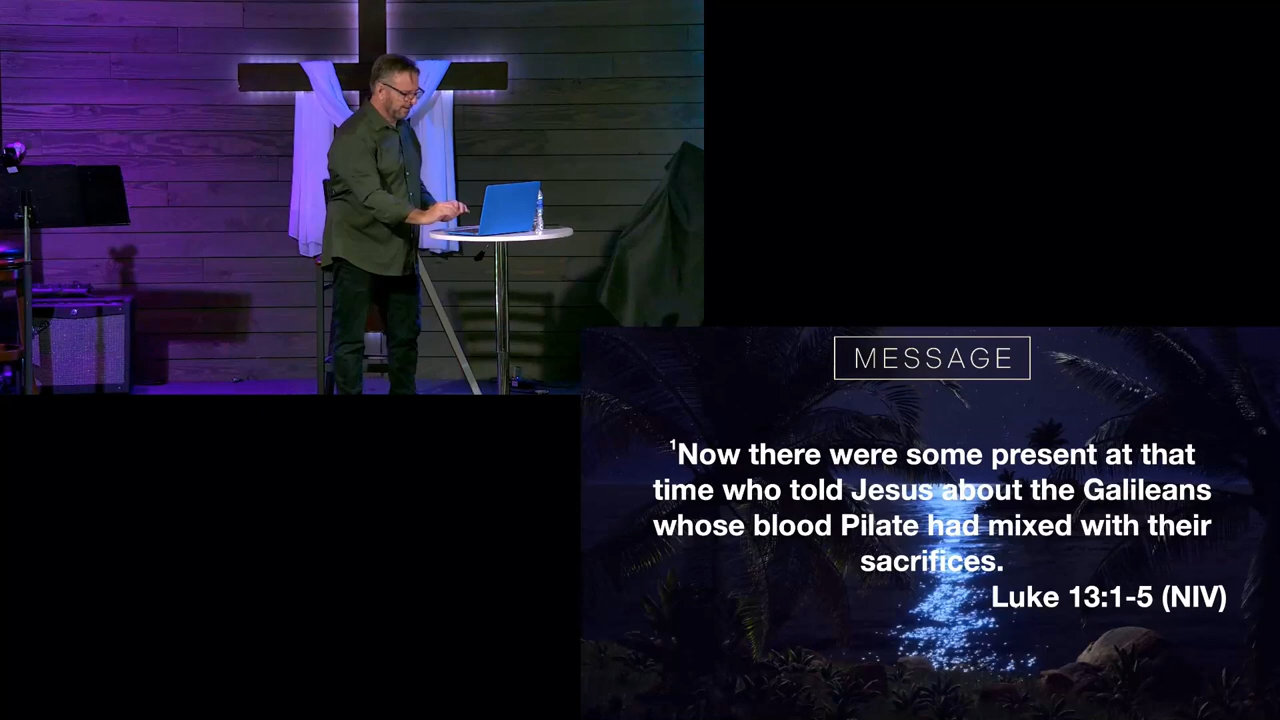 MESSAGE
¹Now there were some present at that
time who told Jesus about the Galileans
whose blood Pilate had mixed with their
sacrifices.
Luke 13:1-5 (NIV)